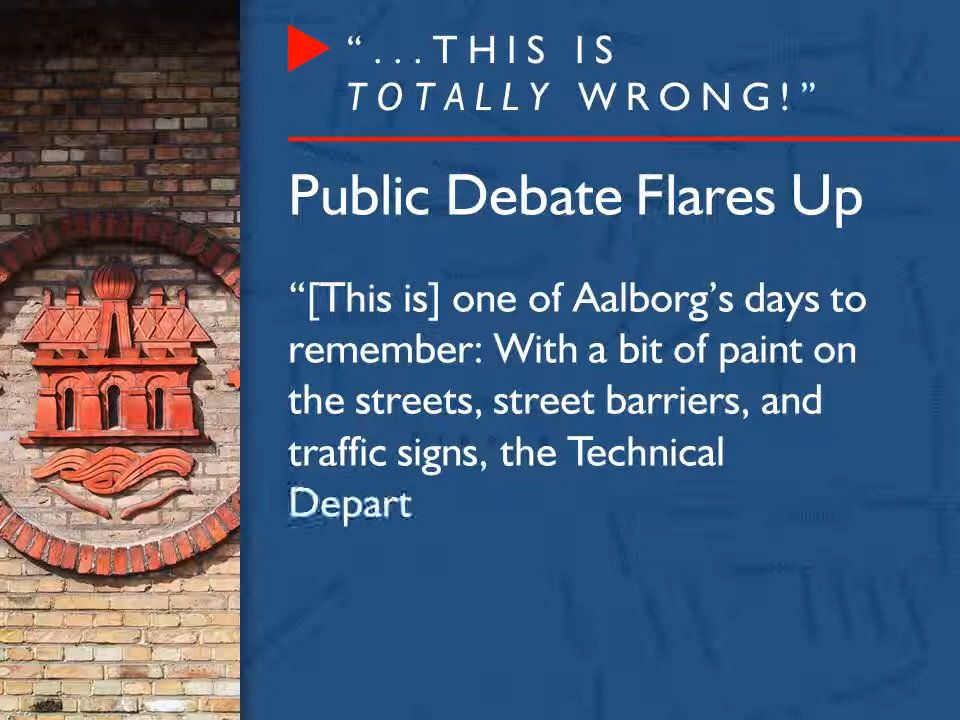 “...THIS IS
TOTALLY WRONG!”
Public Debate Flares Up
“[This is] one of Aalborg’s days to
remember: With a bit of paint on
the streets, street barriers, and
traffic signs, the Technical
Depart